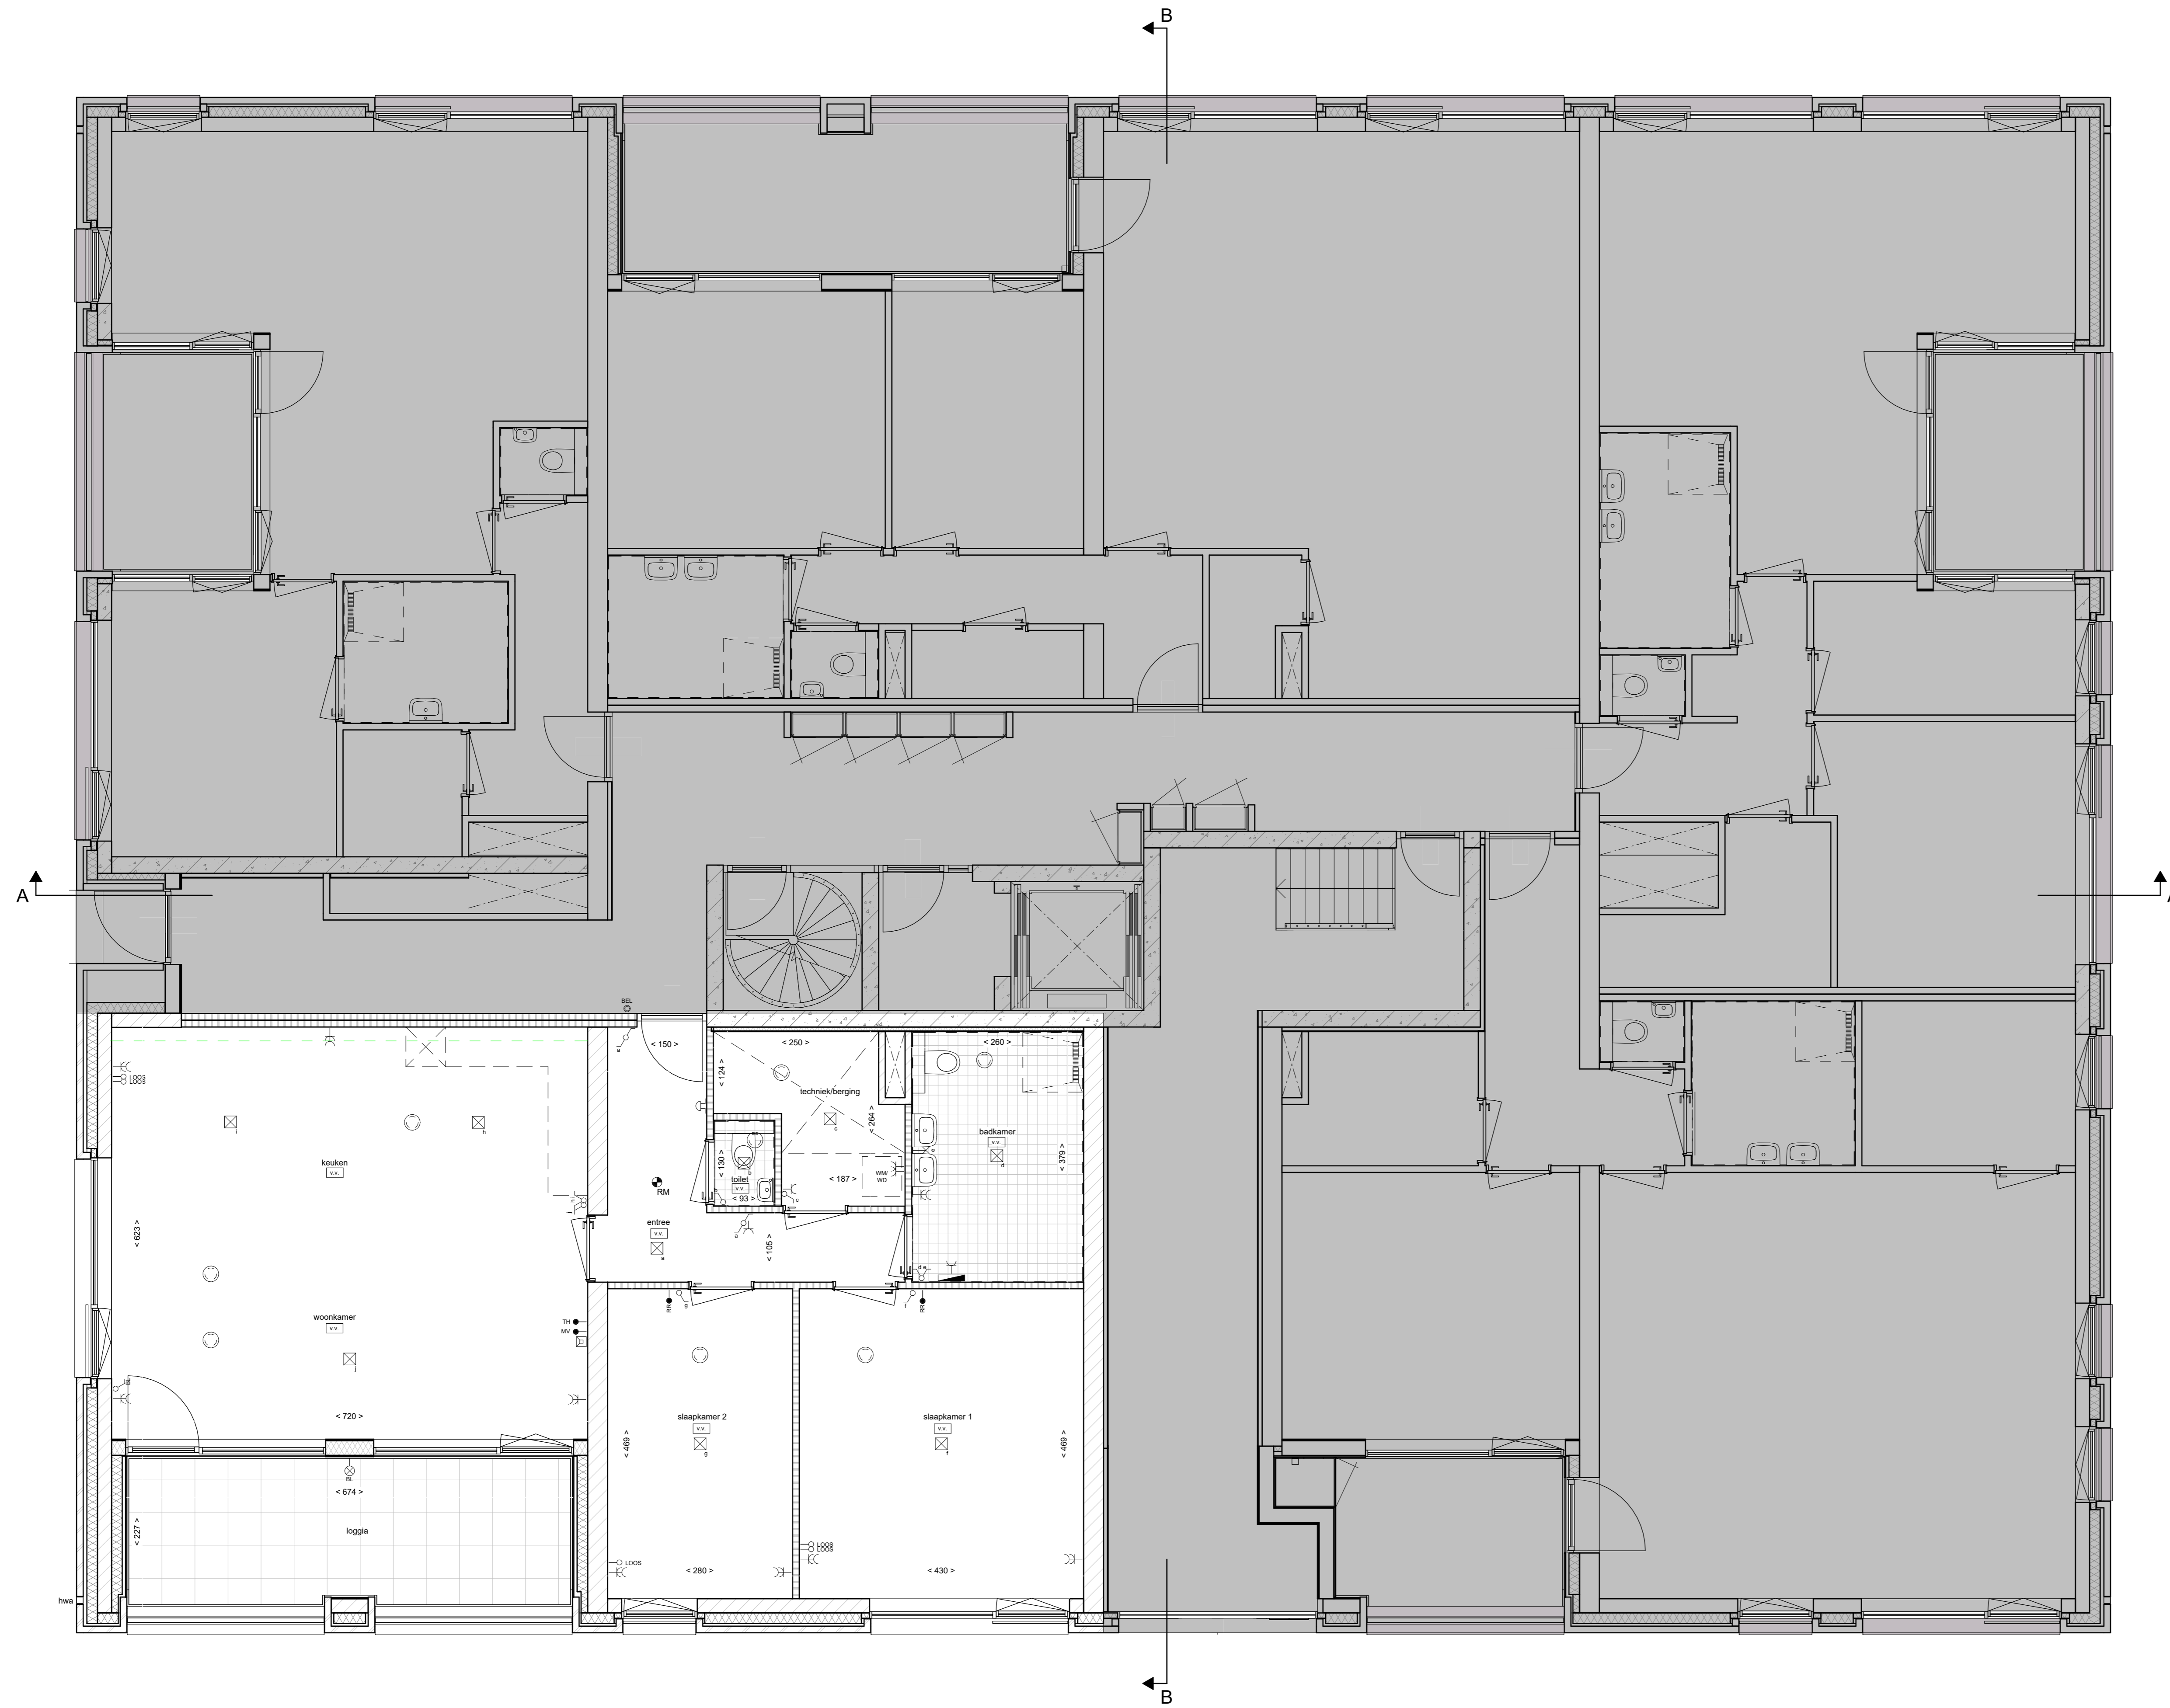 B
A
A
BEL
a
< 150 >
< 250 >
< 260 >
< 124 >
LOOS
LOOS
techniek/berging
< 264 >
c
i
h
badkamer
v.v.
d
< 379 >
keuken
v.v.
b
< 130 >
toilet
v.v.
< 93 >
< 187 >
WM/
WD
c
RM
< 623 >
entree
v.v.
a
a
< 105 >
d e
RR
g
f
RR
woonkamer
v.v.
TH
MV
j
< 720 >
slaapkamer 2
v.v.
g
slaapkamer 1
v.v.
f
< 469 >
< 469 >
BL
< 674 >
< 227 >
loggia
LOOS
LOOS
LOOS
< 280 >
< 430 >
hwa
B